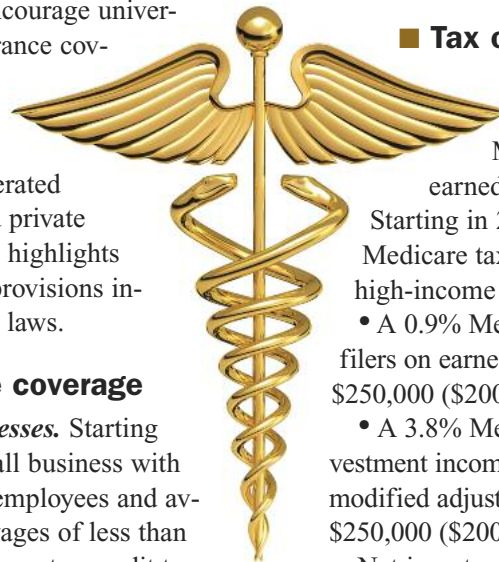 ncourage univer-
rance cov-
erated
private
highlights
provisions in-
laws.
coverage
esses. Starting
all business with
employees and av-
ages of less than
Tax
earned
Starting in
Medicare tax
high-income
• A 0.9% Me
filers on earne
$250,000 ($200
• A 3.8% Me
vestment incom
modified adjust
$250,000 ($200